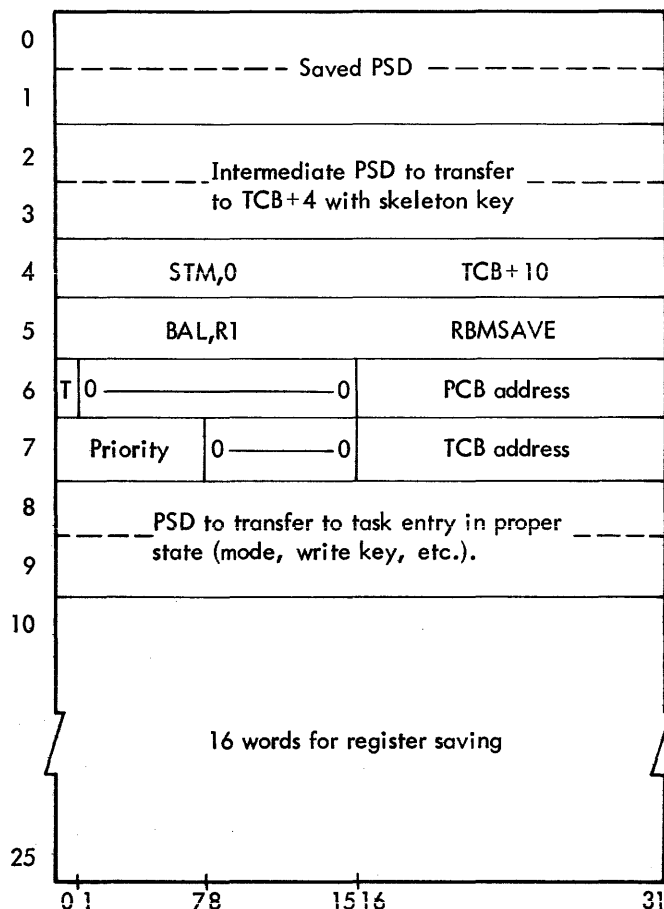 0
Saved PSD
1
2
Intermediate PSD to transfer
to TCB+4 with skeleton key
3
4 STM,0 TCB+10
5 BAL,R1 RBMSAVE
6 T 0 0 PCB address
7 Priority 0 0 TCB address
8
PSD to transfer to task entry in proper
state (mode, write key, etc.).
9
10
16 words for register saving
25
0 1 7 8 15 16 31